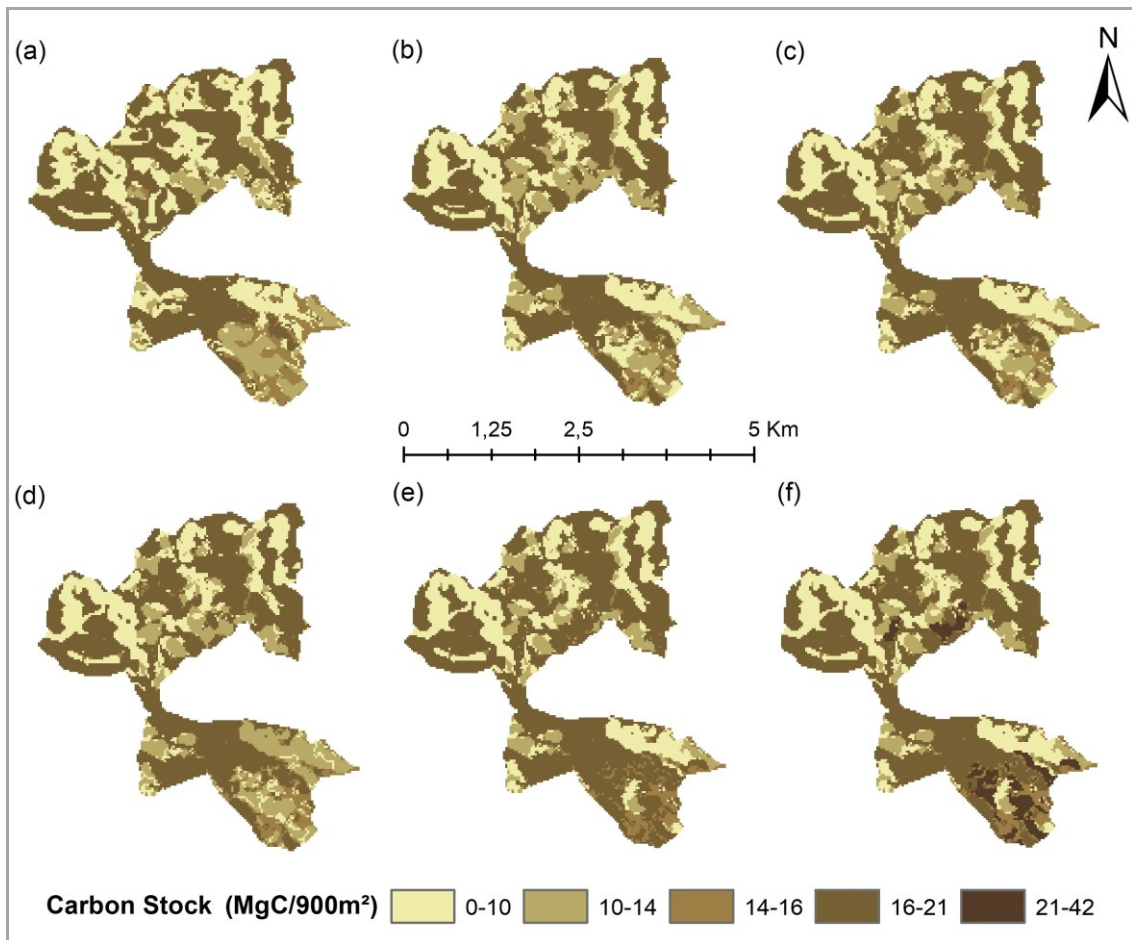 (a)
(b)
(c)
N
0 1,25 2,5 5 Km
(d)
(e)
(f)
Carbon Stock (MgC/900m²) 0-10 10-14 14-16 16-21 21-42